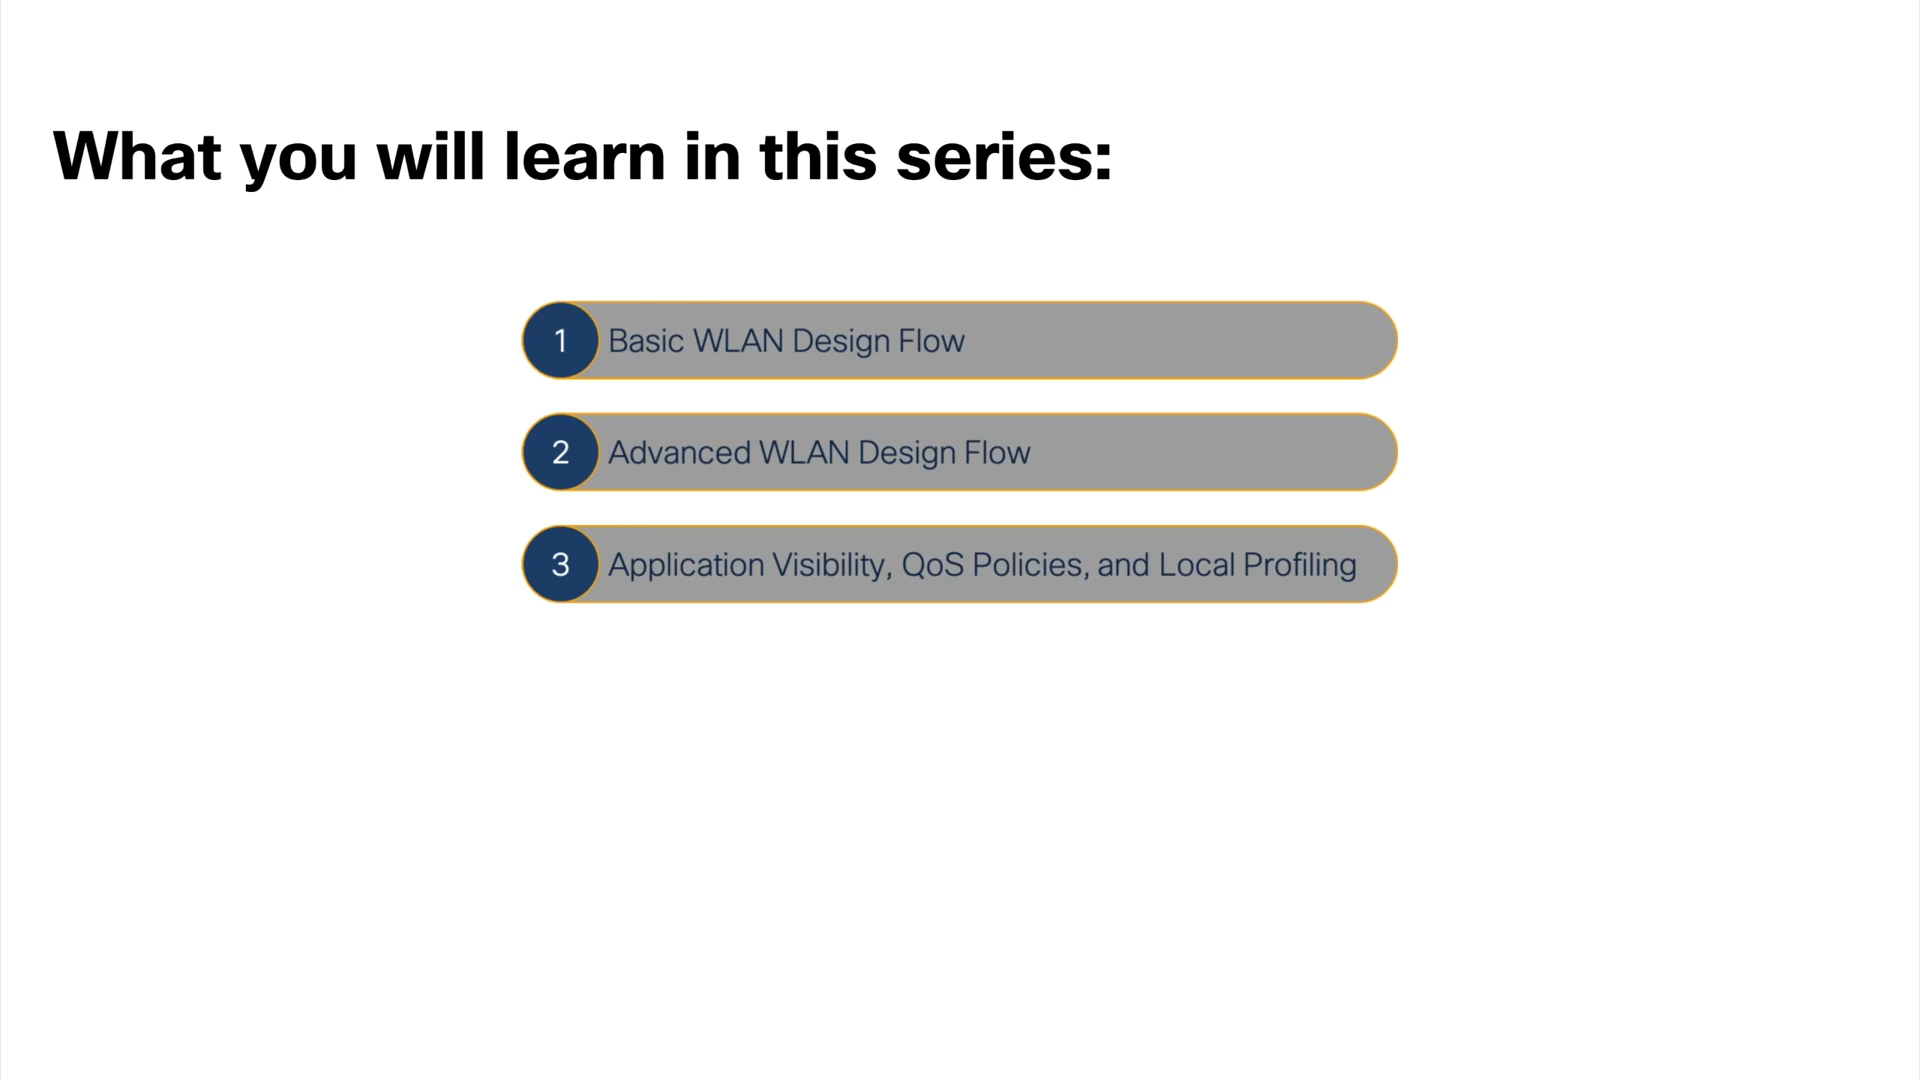 What you will learn in this series:
1 Basic WLAN Design Flow
2 Advanced WLAN Design Flow
3 Application Visibility, QoS Policies, and Local Profiling